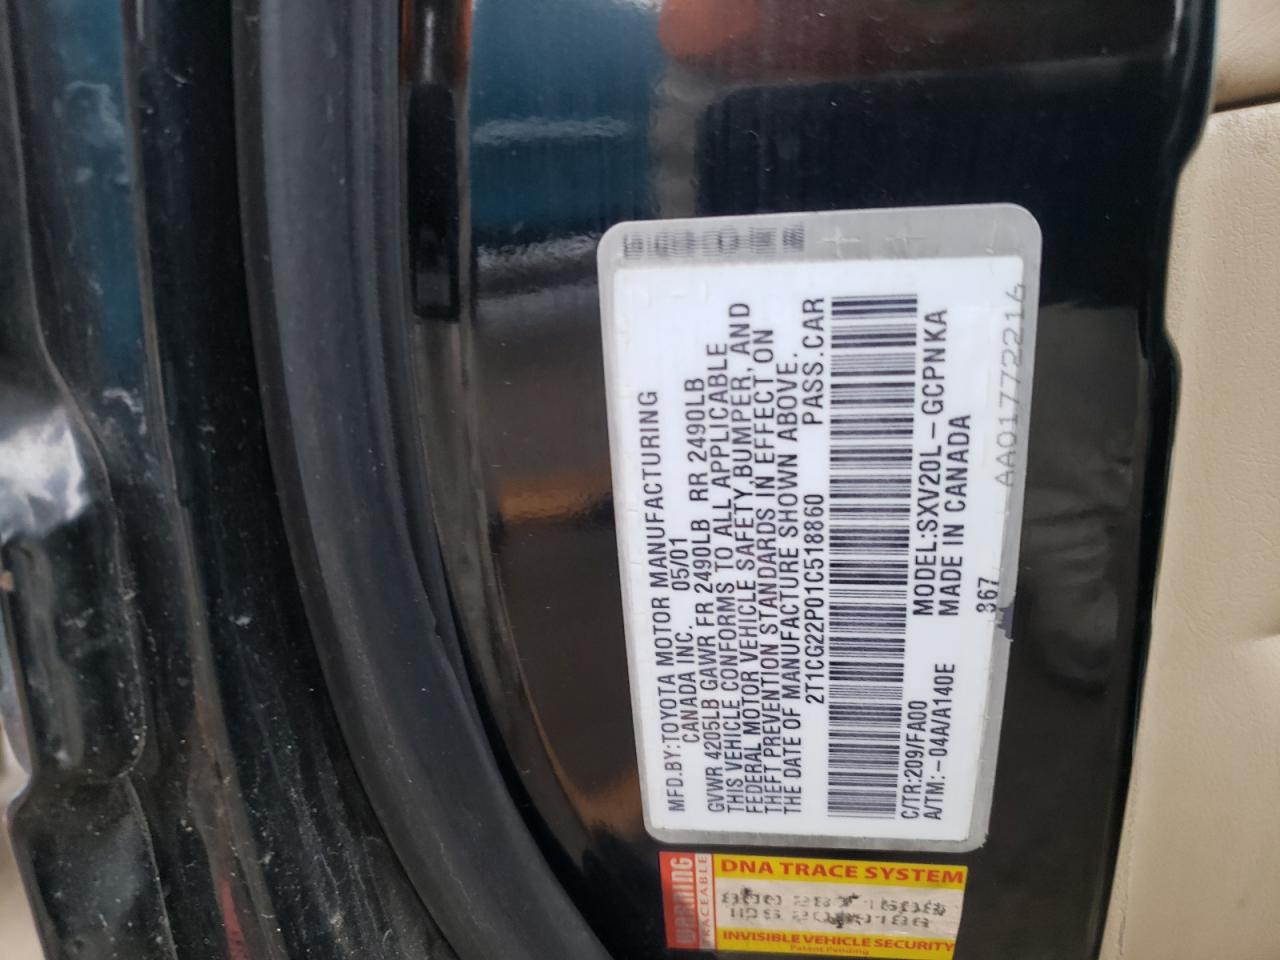 MFD.BY:TOYOTA MOTOR MANUFACTURING
CANADA INC. 05/01
GVWR 4205LB GAWR FR 2490LB RR 2490LB
THIS VEHICLE CONFORMS TO ALL APPLICABLE
FEDERAL MOTOR VEHICLE SAFETY,BUMPER, AND
THEFT PREVENTION STANDARDS IN EFFECT ON
THE DATE OF MANUFACTURE SHOWN ABOVE.
2T1CG22P01C518860 PASS.CAR
C/TR:209/FA00 MODEL:SXV20L-GCPNKA
A/TM:-04A/A140E MADE IN CANADA
367
AA01772216
WARNING
TRACEABLE
DNA TRACE SYSTEM
INVISIBLE VEHICLE SECURITY
Patent Pending